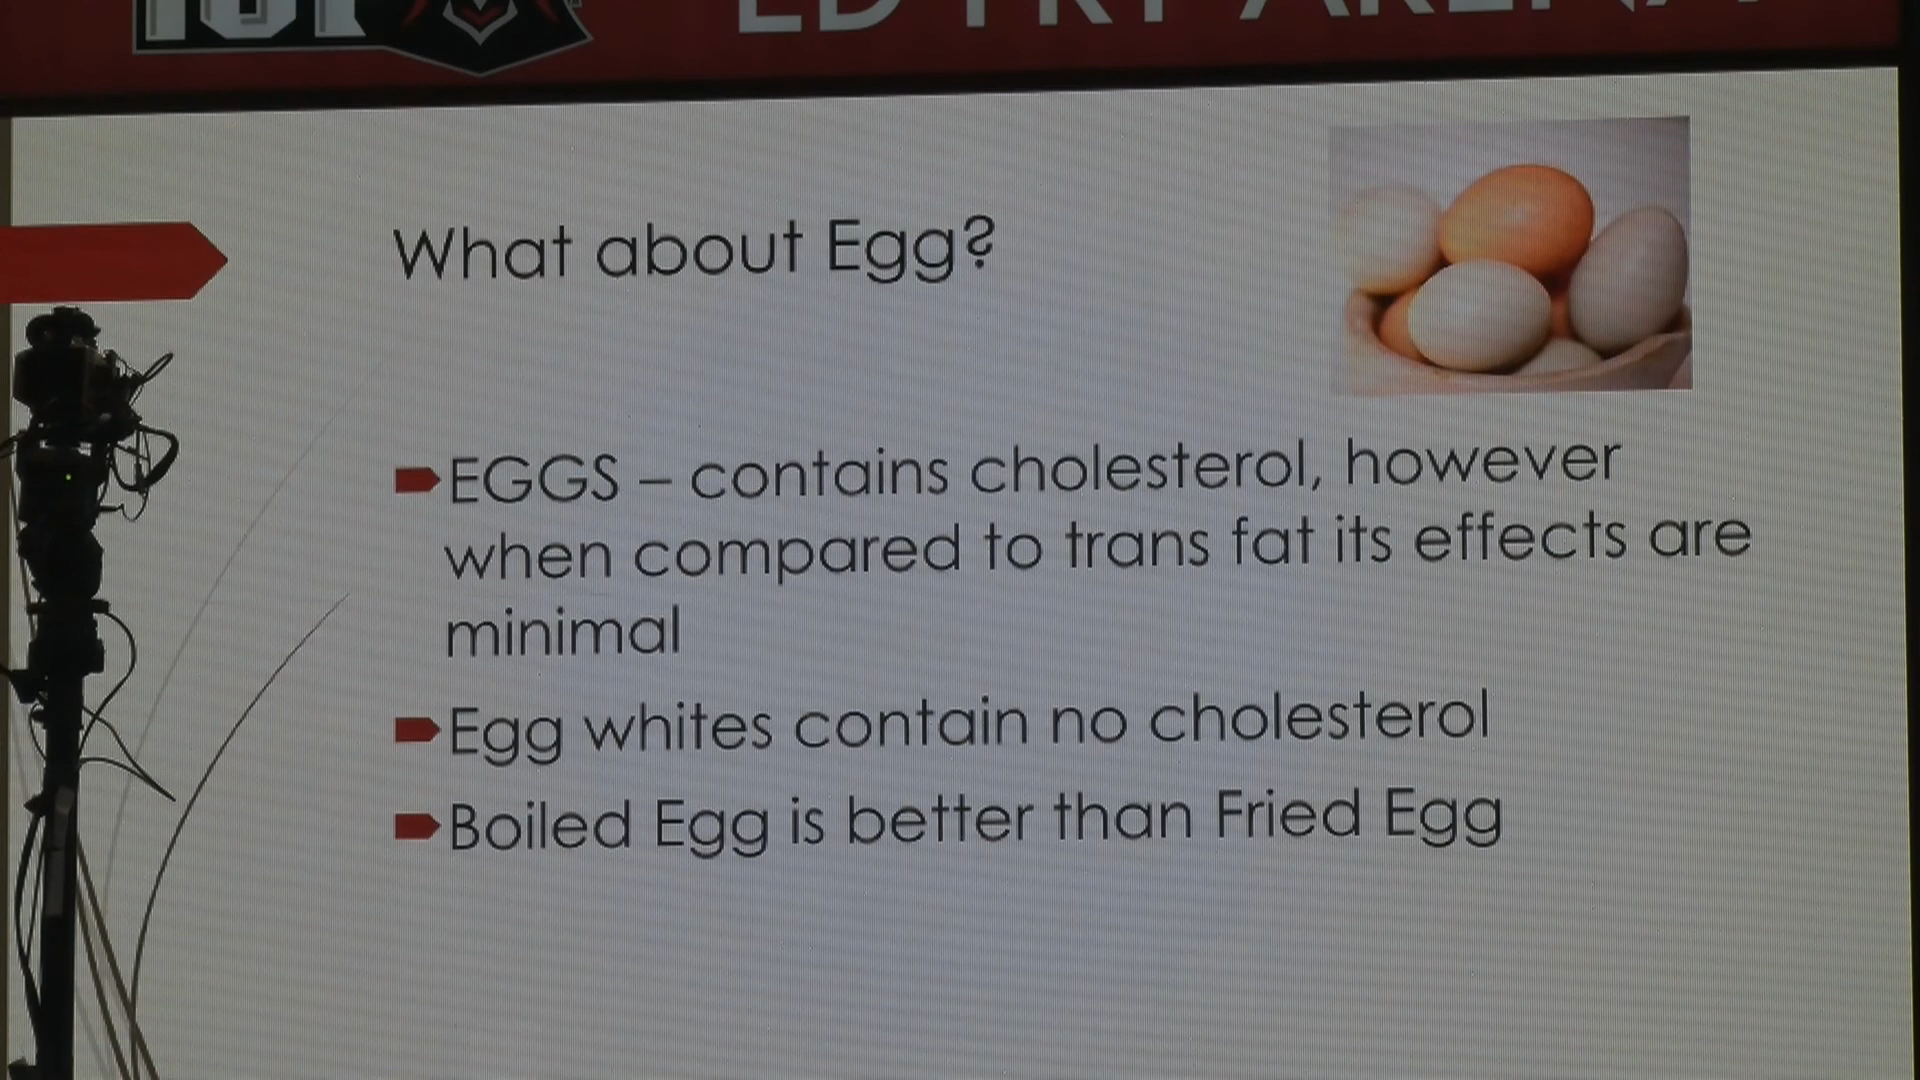 What about Egg?
EGGS – contains cholesterol, however
when compared to trans fat its effects are
minimal
Egg whites contain no cholesterol
Boiled Egg is better than Fried Egg